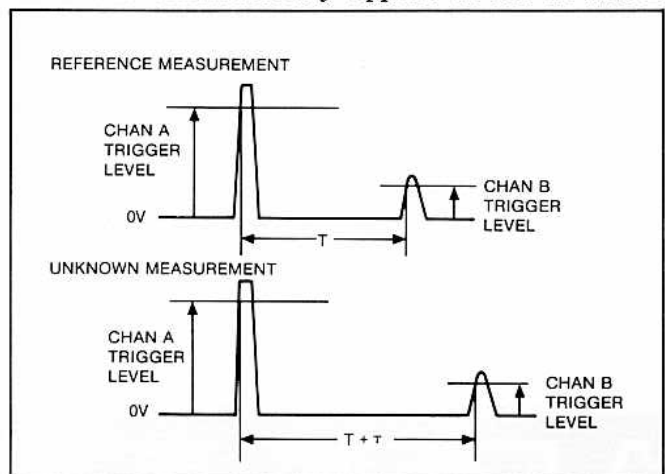 REFERENCE MEASUREMENT
CHAN A
TRIGGER
LEVEL
CHAN B
TRIGGER
LEVEL
0V
T
UNKNOWN MEASUREMENT
CHAN A
TRIGGER
LEVEL
CHAN B
TRIGGER
LEVEL
0V
T + τ